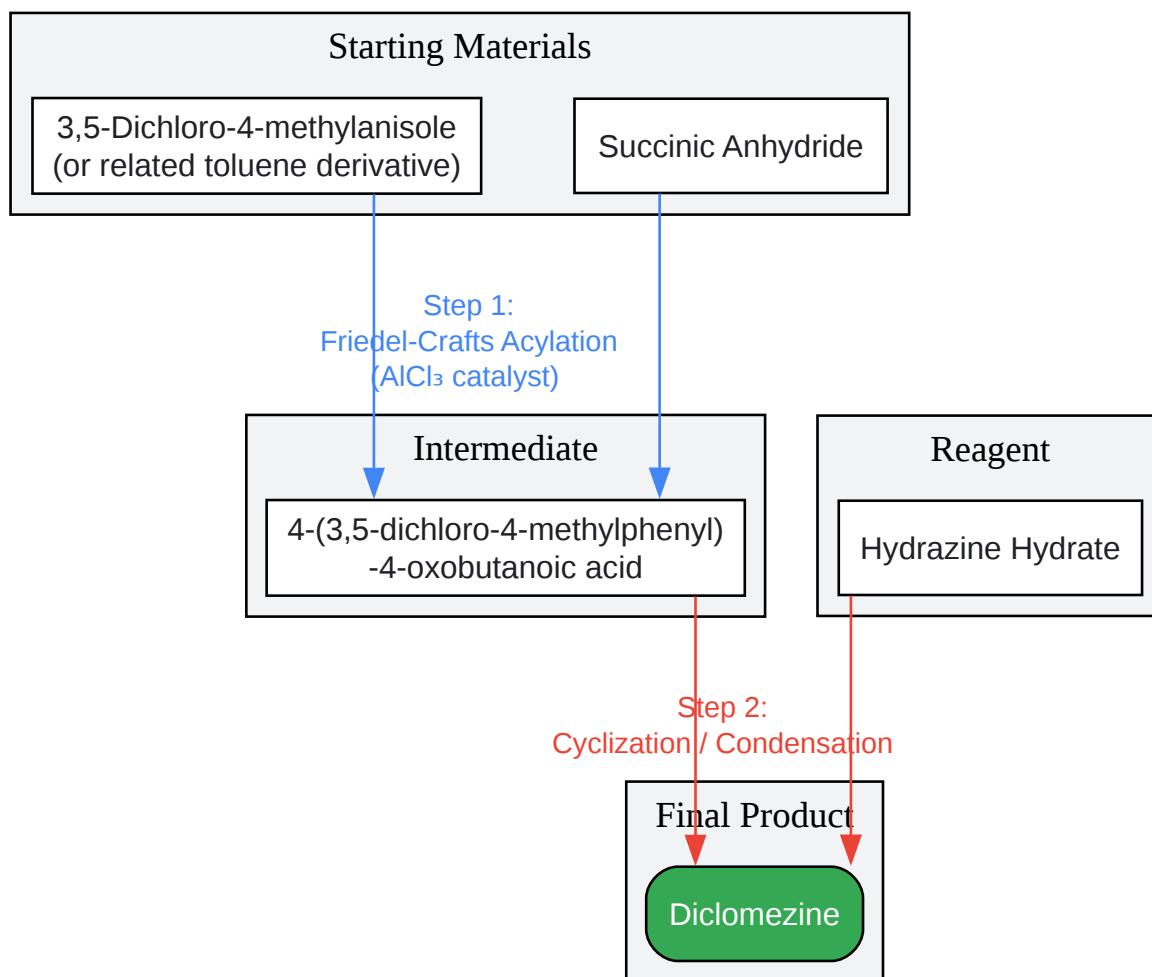 Starting Materials
3,5-Dichloro-4-methylanisole
(or related toluene derivative)
Succinic Anhydride
Step 1:
Friedel-Crafts Acylation
(AlCl₃ catalyst)
Intermediate
4-(3,5-dichloro-4-methylphenyl)
-4-oxobutanoic acid
Reagent
Hydrazine Hydrate
Step 2:
Cyclization / Condensation
Final Product
Diclomezine